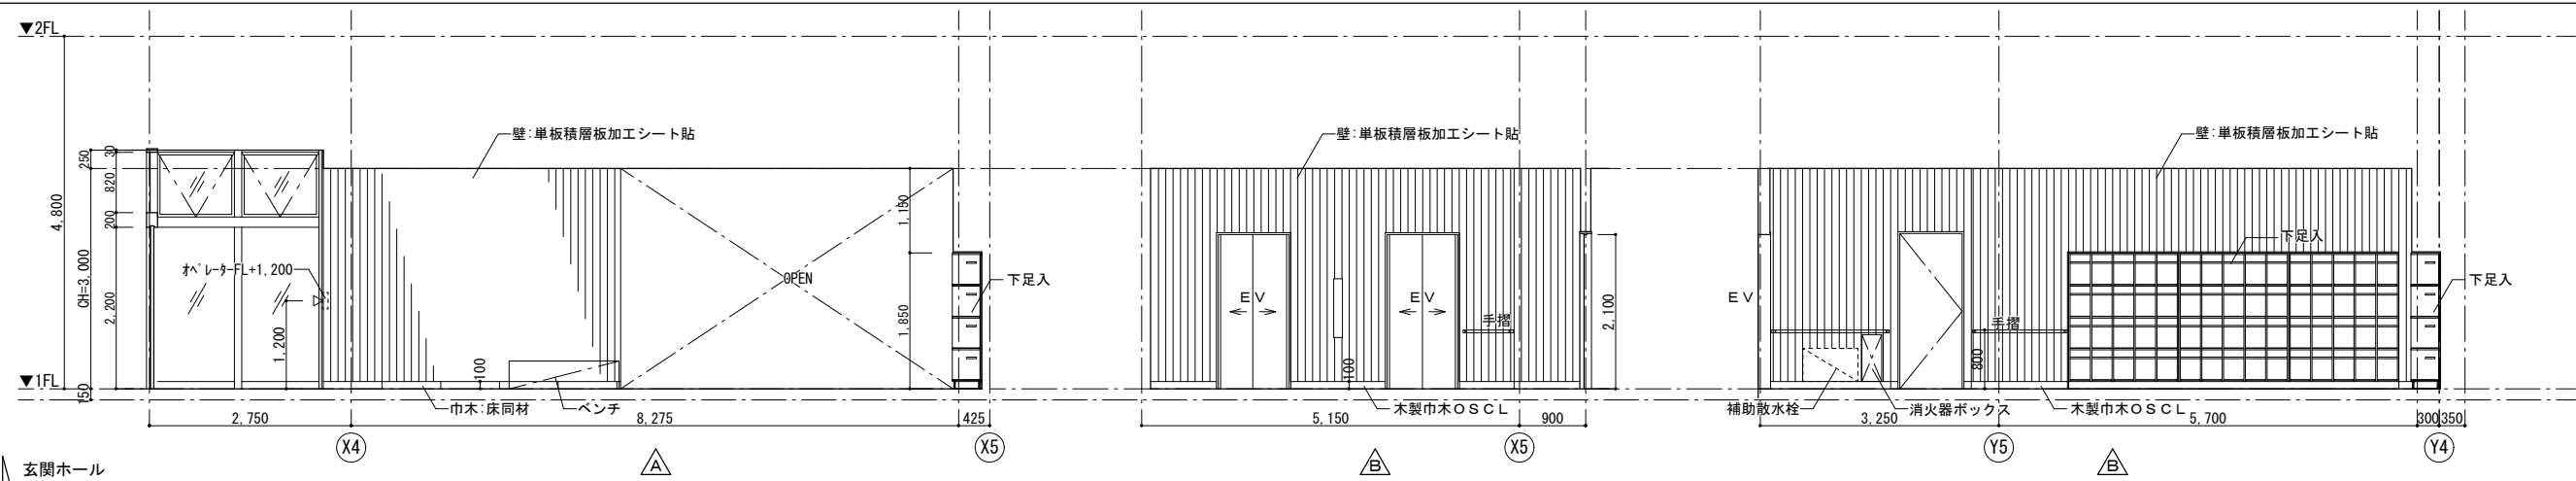 ▼2FL
4,800
250
CH=3.000
30
820
200
2,200
150
▼1FL
壁:単板積層板加工シート貼
ｵﾍﾟﾚｰﾀｰFL+1,200
1,200
100
巾木:床同材
ベンチ
OPEN
1,150
1,850
下足入
2,750
8,275
425
X4
X5
A
壁:単板積層板加工シート貼
EV
EV
手摺
100
2,100
木製巾木OSCL
5,150
900
X5
B
壁:単板積層板加工シート貼
EV
手摺
800
下足入
下足入
補助散水栓
消火器ボックス
木製巾木OSCL
3,250
5,700
300
350
Y5
Y4
B
玄関ホール